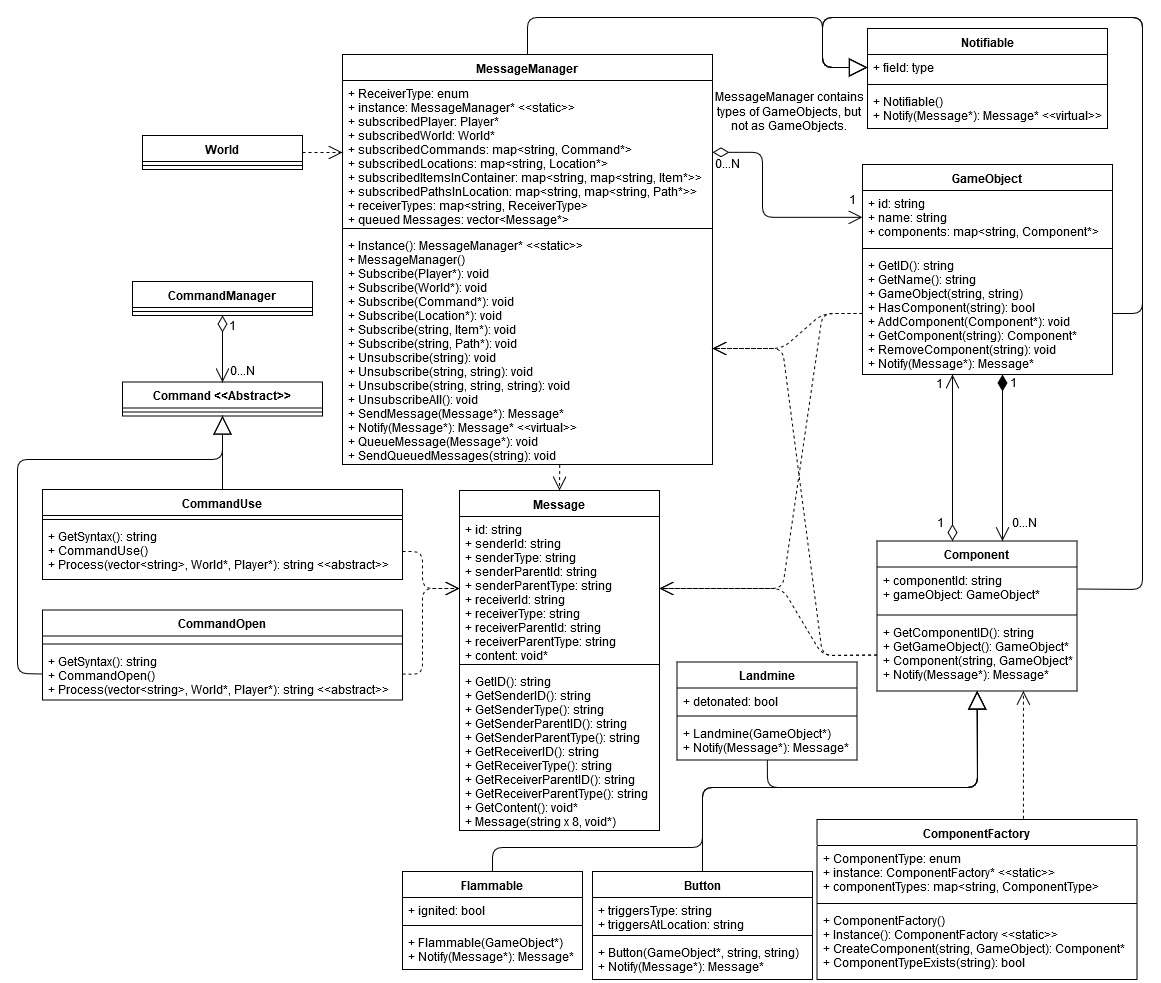 Notifiable
+ field: type
+ Notifiable()
+ Notify(Message*): Message* <<virtual>>
MessageManager
+ ReceiverType: enum
+ instance: MessageManager* <<static>>
+ subscribedPlayer: Player*
+ subscribedWorld: World*
+ subscribedCommands: map<string, Command*>
+ subscribedLocations: map<string, Location*>
+ subscribedItemsInContainer: map<string, map<string, Item*>>
+ subscribedPathsInLocation: map<string, map<string, Path*>>
+ receiverTypes: map<string, ReceiverType>
+ queued Messages: vector<Message*>
+ Instance(): MessageManager* <<static>>
+ MessageManager()
+ Subscribe(Player*): void
+ Subscribe(World*): void
+ Subscribe(Command*): void
+ Subscribe(Location*): void
+ Subscribe(string, Item*): void
+ Subscribe(string, Path*): void
+ Unsubscribe(string): void
+ Unsubscribe(string, string): void
+ Unsubscribe(string, string, string): void
+ UnsubscribeAll(): void
+ SendMessage(Message*): Message*
+ Notify(Message*): Message* <<virtual>>
+ QueueMessage(Message*): void
+ SendQueuedMessages(string): void
MessageManager contains
types of GameObjects, but
not as GameObjects.
0...N
1
World
GameObject
+ id: string
+ name: string
+ components: map<string, Component*>
+ GetID(): string
+ GetName(): string
+ GameObject(string, string)
+ HasComponent(string): bool
+ AddComponent(Component*): void
+ GetComponent(string): Component*
+ RemoveComponent(string): void
+ Notify(Message*): Message*
1
1
1
0...N
CommandManager
1
0...N
Command <<Abstract>>
CommandUse
+ GetSyntax(): string
+ CommandUse()
+ Process(vector<string>, World*, Player*): string <<abstract>>
CommandOpen
+ GetSyntax(): string
+ CommandOpen()
+ Process(vector<string>, World*, Player*): string <<abstract>>
Message
+ id: string
+ senderId: string
+ senderType: string
+ senderParentId: string
+ senderParentType: string
+ receiverId: string
+ receiverType: string
+ receiverParentId: string
+ receiverParentType: string
+ content: void*
+ GetID(): string
+ GetSenderID(): string
+ GetSenderType(): string
+ GetSenderParentID(): string
+ GetSenderParentType(): string
+ GetReceiverID(): string
+ GetReceiverType(): string
+ GetReceiverParentID(): string
+ GetReceiverParentType(): string
+ GetContent(): void*
+ Message(string x 8, void*)
Component
+ componentId: string
+ gameObject: GameObject*
+ GetComponentID(): string
+ GetGameObject(): GameObject*
+ Component(string, GameObject*
+ Notify(Message*): Message*
Landmine
+ detonated: bool
+ Landmine(GameObject*)
+ Notify(Message*): Message*
Flammable
+ ignited: bool
+ Flammable(GameObject*)
+ Notify(Message*): Message*
Button
+ triggersType: string
+ triggersAtLocation: string
+ Button(GameObject*, string, string)
+ Notify(Message*): Message*
ComponentFactory
+ ComponentType: enum
+ instance: ComponentFactory* <<static>>
+ componentTypes: map<string, ComponentType>
+ ComponentFactory()
+ Instance(): ComponentFactory <<static>>
+ CreateComponent(string, GameObject): Component*
+ ComponentTypeExists(string): bool